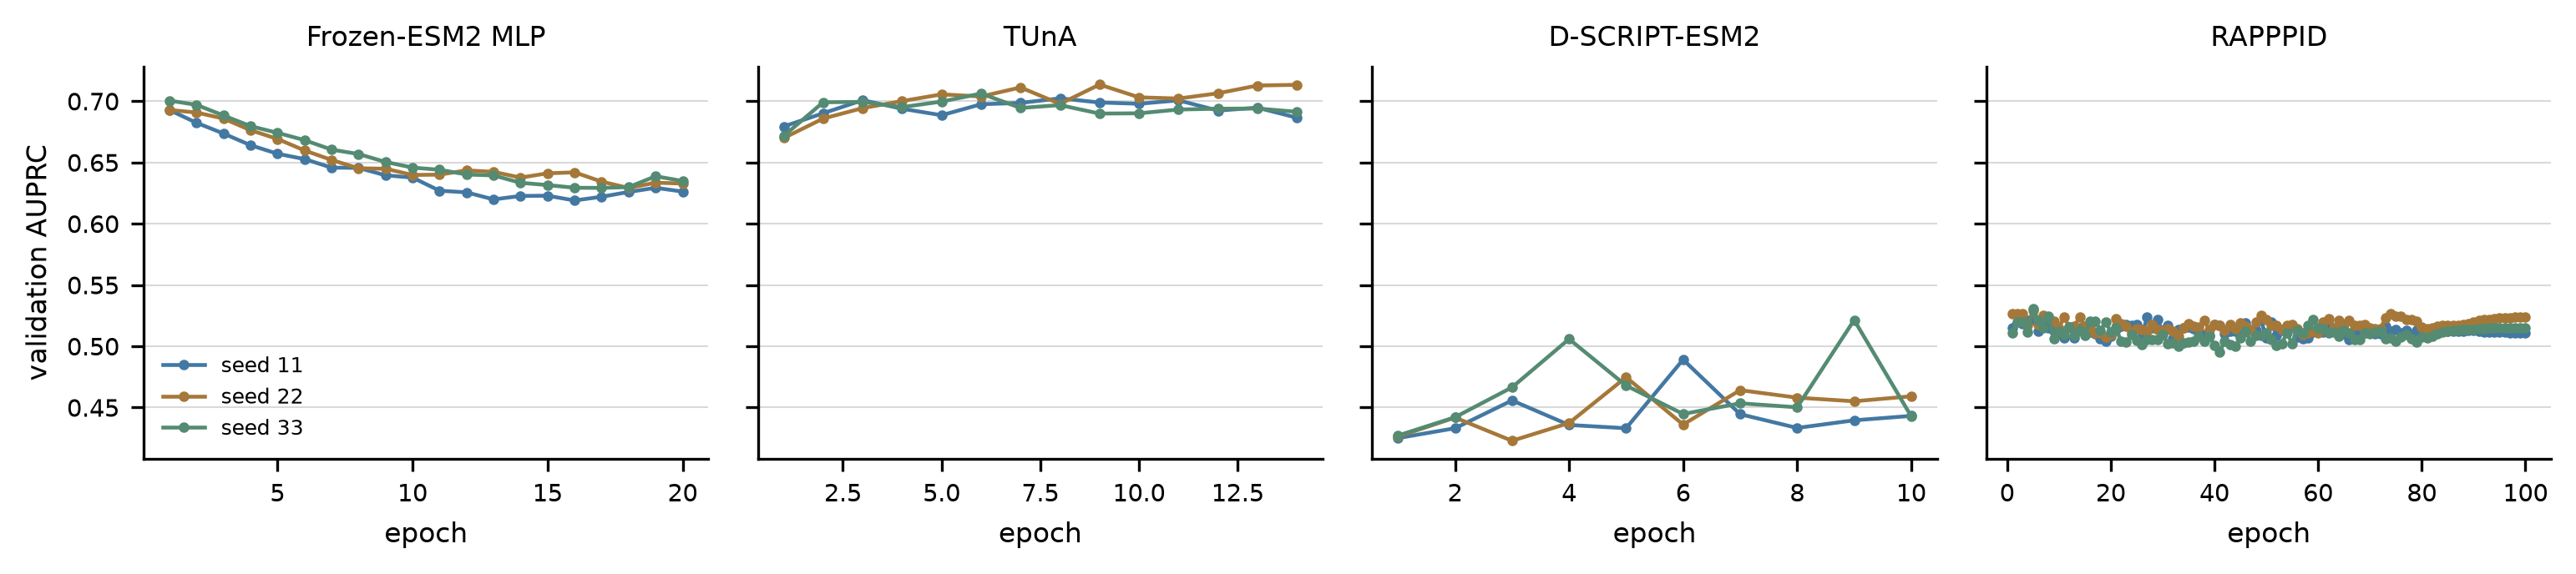 Frozen-ESM2 MLP
TUnA
D-SCRIPT-ESM2
RAPPPID
validation AUPRC
0.70
0.65
0.60
0.55
0.50
0.45
seed 11
seed 22
seed 33
5 10 15 20
2.5 5.0 7.5 10.0 12.5
2 4 6 8 10
0 20 40 60 80 100
epoch
epoch
epoch
epoch